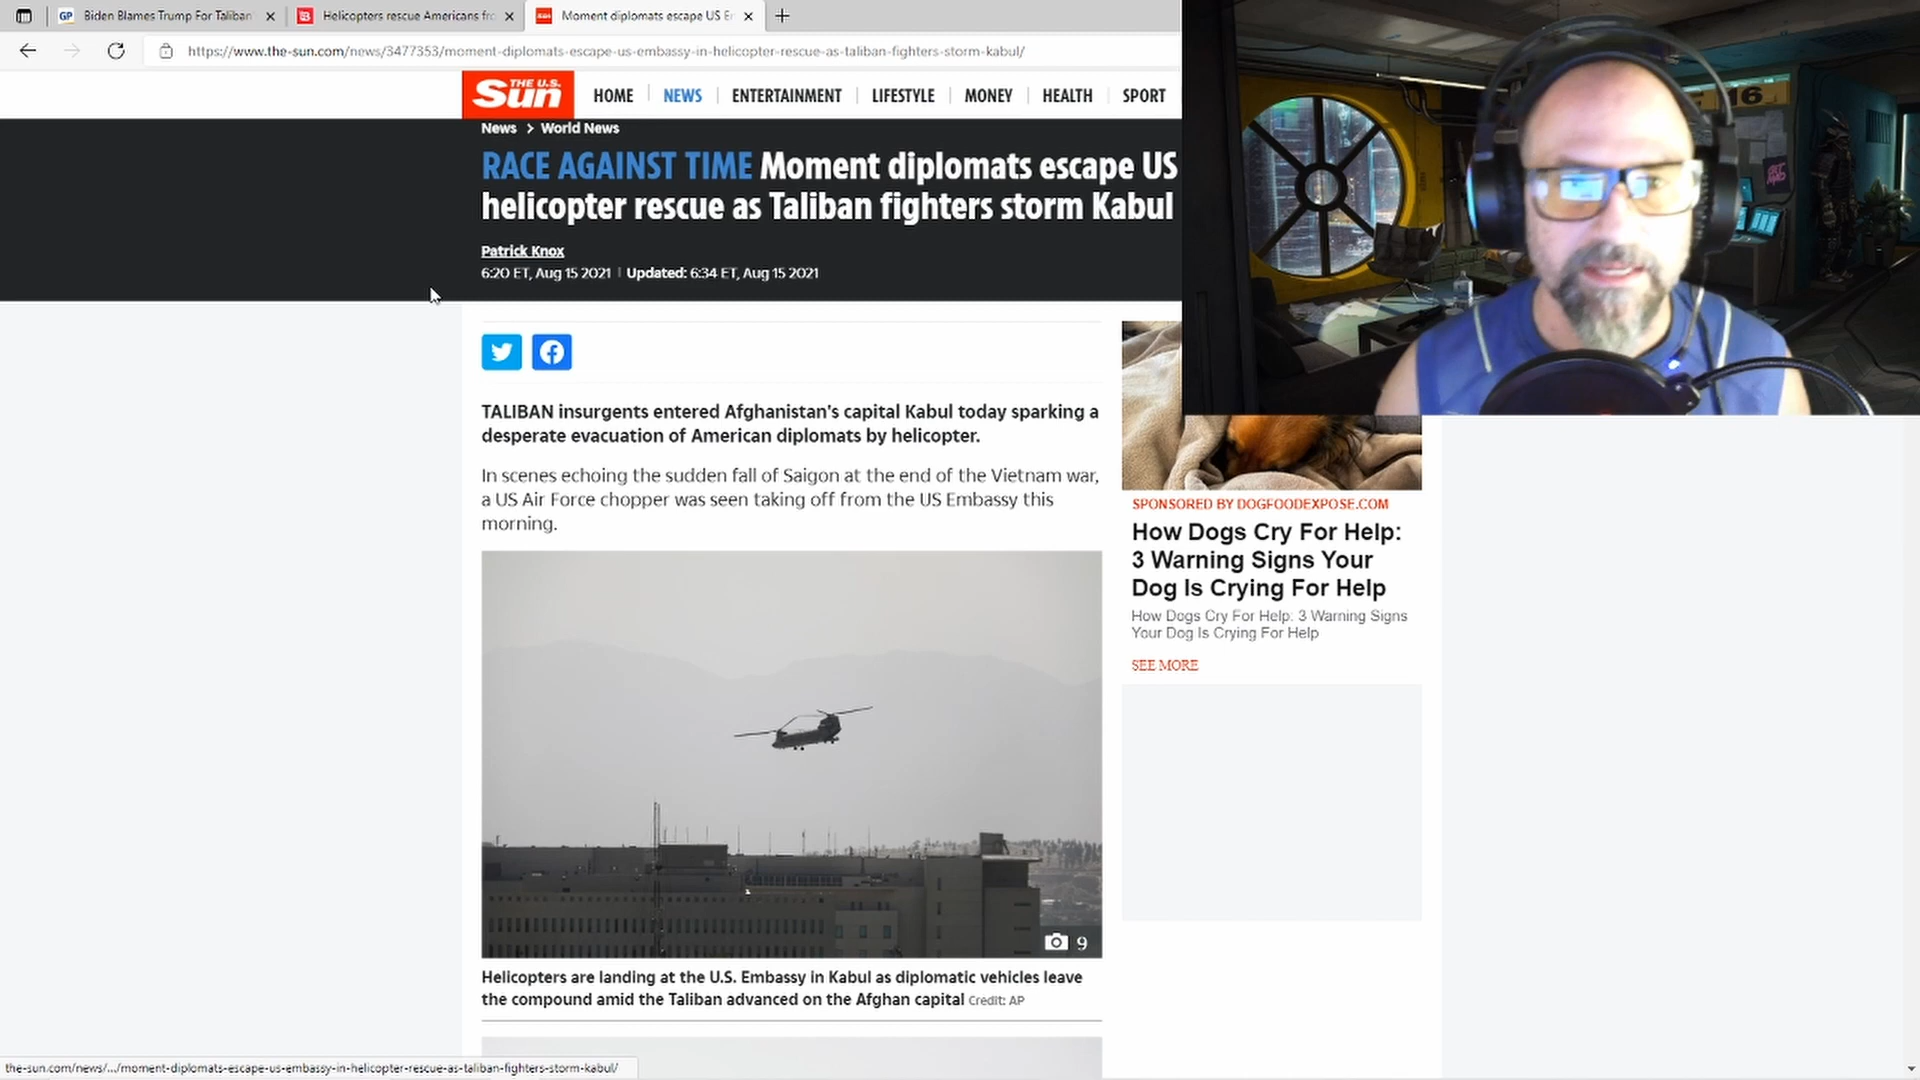 Biden Blames Trump For Taliban
Helicopters rescue Americans fro
Moment diplomats escape US E
https://www.the-sun.com/news/3477353/moment-diplomats-escape-us-embassy-in-helicopter-rescue-as-taliban-fighters-storm-kabul/
THE U.S.
Sun
HOME NEWS ENTERTAINMENT LIFESTYLE MONEY HEALTH SPORT
News > World News
RACE AGAINST TIME Moment diplomats escape US
helicopter rescue as Taliban fighters storm Kabul
Patrick Knox
6:20 ET, Aug 15 2021 | Updated: 6:34 ET, Aug 15 2021
TALIBAN insurgents entered Afghanistan's capital Kabul today sparking a
desperate evacuation of American diplomats by helicopter.
In scenes echoing the sudden fall of Saigon at the end of the Vietnam war,
a US Air Force chopper was seen taking off from the US Embassy this
morning.
9
Helicopters are landing at the U.S. Embassy in Kabul as diplomatic vehicles leave
the compound amid the Taliban advanced on the Afghan capital Credit: AP
SPONSORED BY DOGFOODEXPOSE.COM
How Dogs Cry For Help:
3 Warning Signs Your
Dog Is Crying For Help
How Dogs Cry For Help: 3 Warning Signs
Your Dog Is Crying For Help
SEE MORE
the-sun.com/news/.../moment-diplomats-escape-us-embassy-in-helicopter-rescue-as-taliban-fighters-storm-kabul/